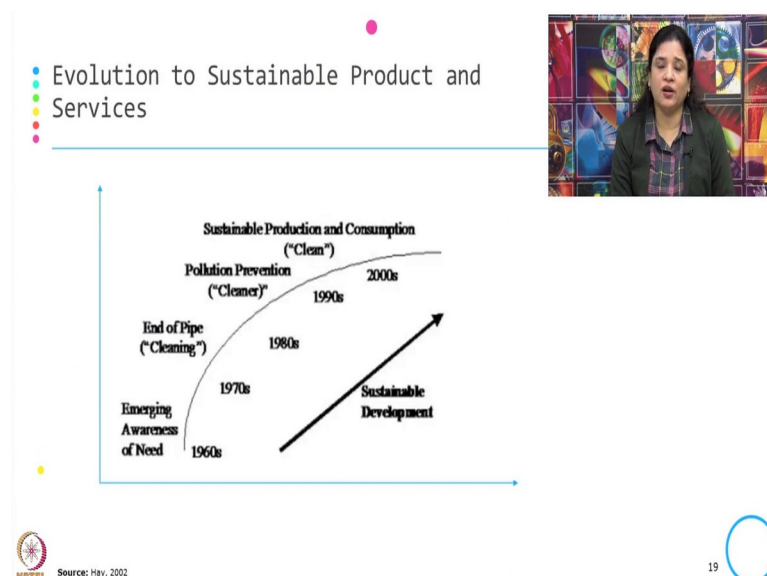 Evolution to Sustainable Product and
Services
Sustainable Production and Consumption
("Clean")
Pollution Prevention
("Cleaner)"
2000s
1990s
End of Pipe
("Cleaning")
1980s
1970s
Sustainable
Development
Emerging
Awareness
of Need
1960s
Source: Hay, 2002
19